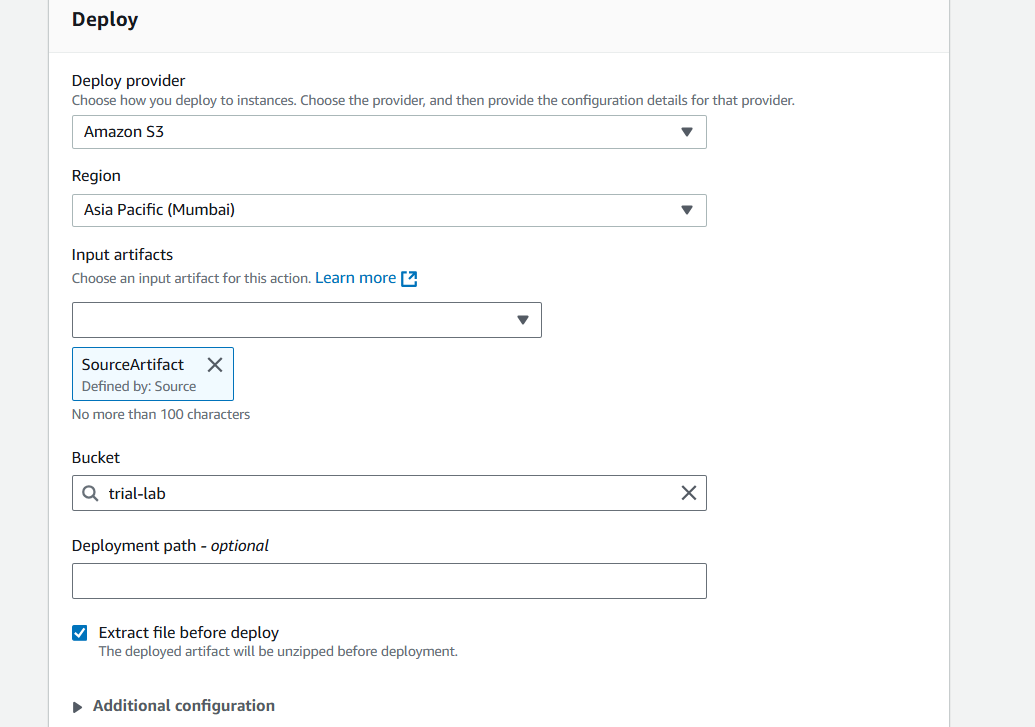 Deploy
Deploy provider
Choose how you deploy to instances. Choose the provider, and then provide the configuration details for that provider.
Amazon S3
Region
Asia Pacific (Mumbai)
Input artifacts
Choose an input artifact for this action. Learn more
SourceArtifact
Defined by: Source
No more than 100 characters
Bucket
trial-lab
Deployment path - optional
Extract file before deploy
The deployed artifact will be unzipped before deployment.
Additional configuration